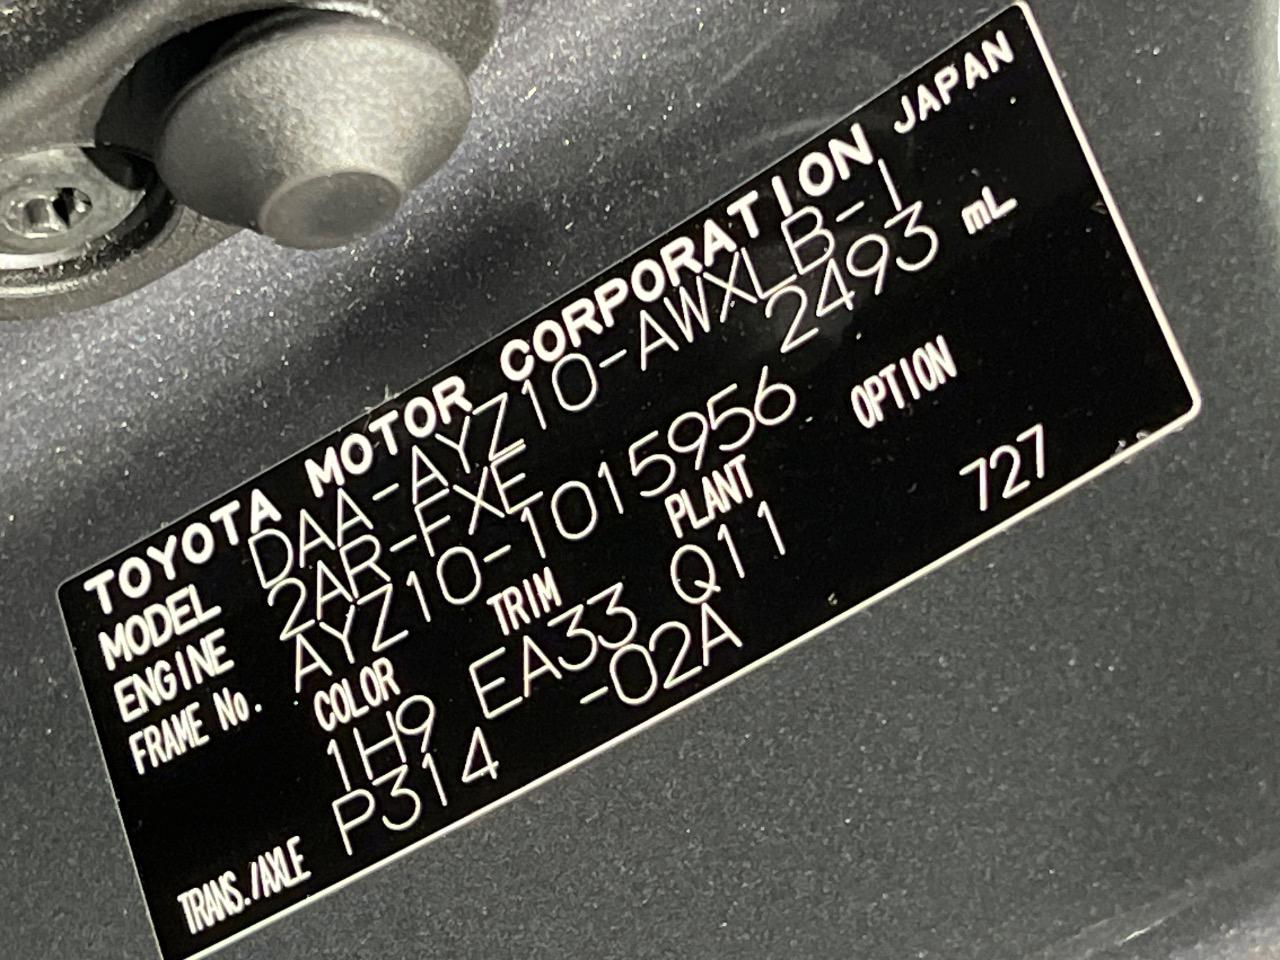 TOYOTA MOTOR CORPORATION JAPAN
MODEL DAA-AYZ10-AWXLB-1
ENGINE 2AR-FXE 2493 mL
FRAME No. AYZ10-1015956
COLOR TRIM PLANT OPTION
1H9 EA33 Q11 727
TRANS./AXLE P314 -02A